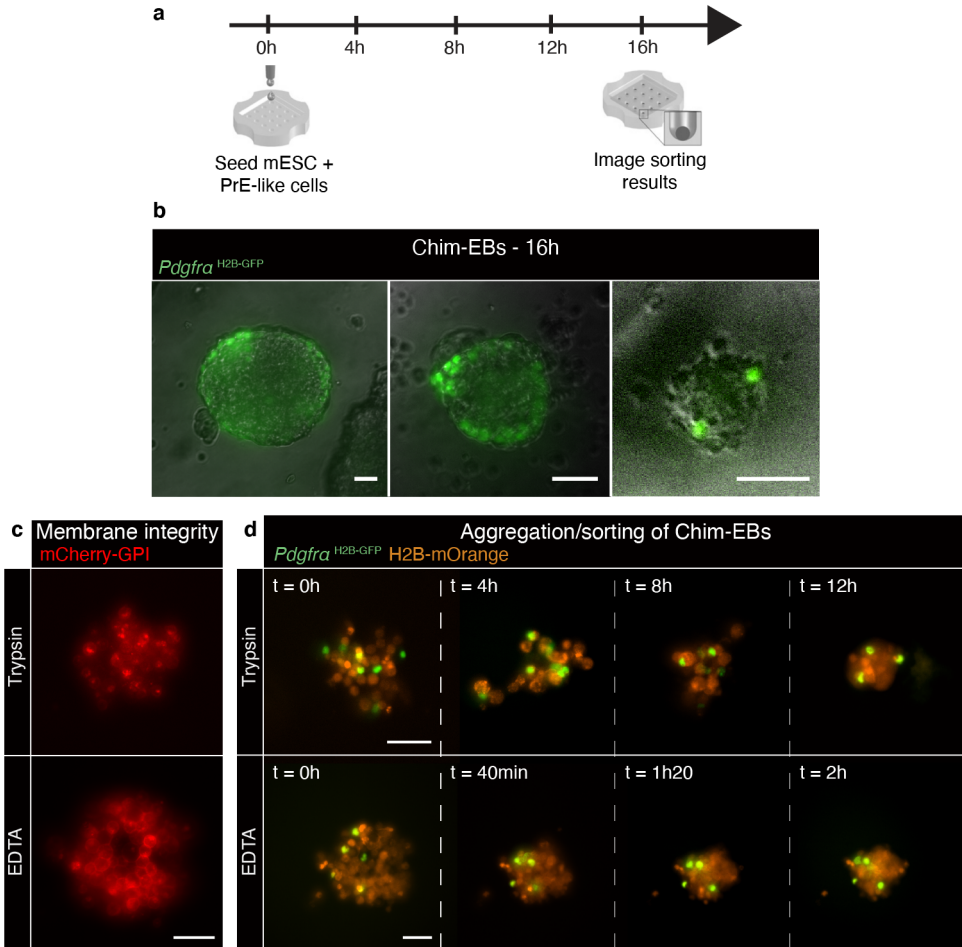 a
0h 4h 8h 12h 16h
Seed mESC +
PrE-like cells
Image sorting
results
b
Chim-EBs - 16h
Pdgfrα H2B-GFP
c
Membrane integrity
mCherry-GPI
Trypsin
EDTA
d
Aggregation/sorting of Chim-EBs
Pdgfrα H2B-GFP H2B-mOrange
Trypsin
t = 0h t = 4h t = 8h t = 12h
EDTA
t = 0h t = 40min t = 1h20 t = 2h